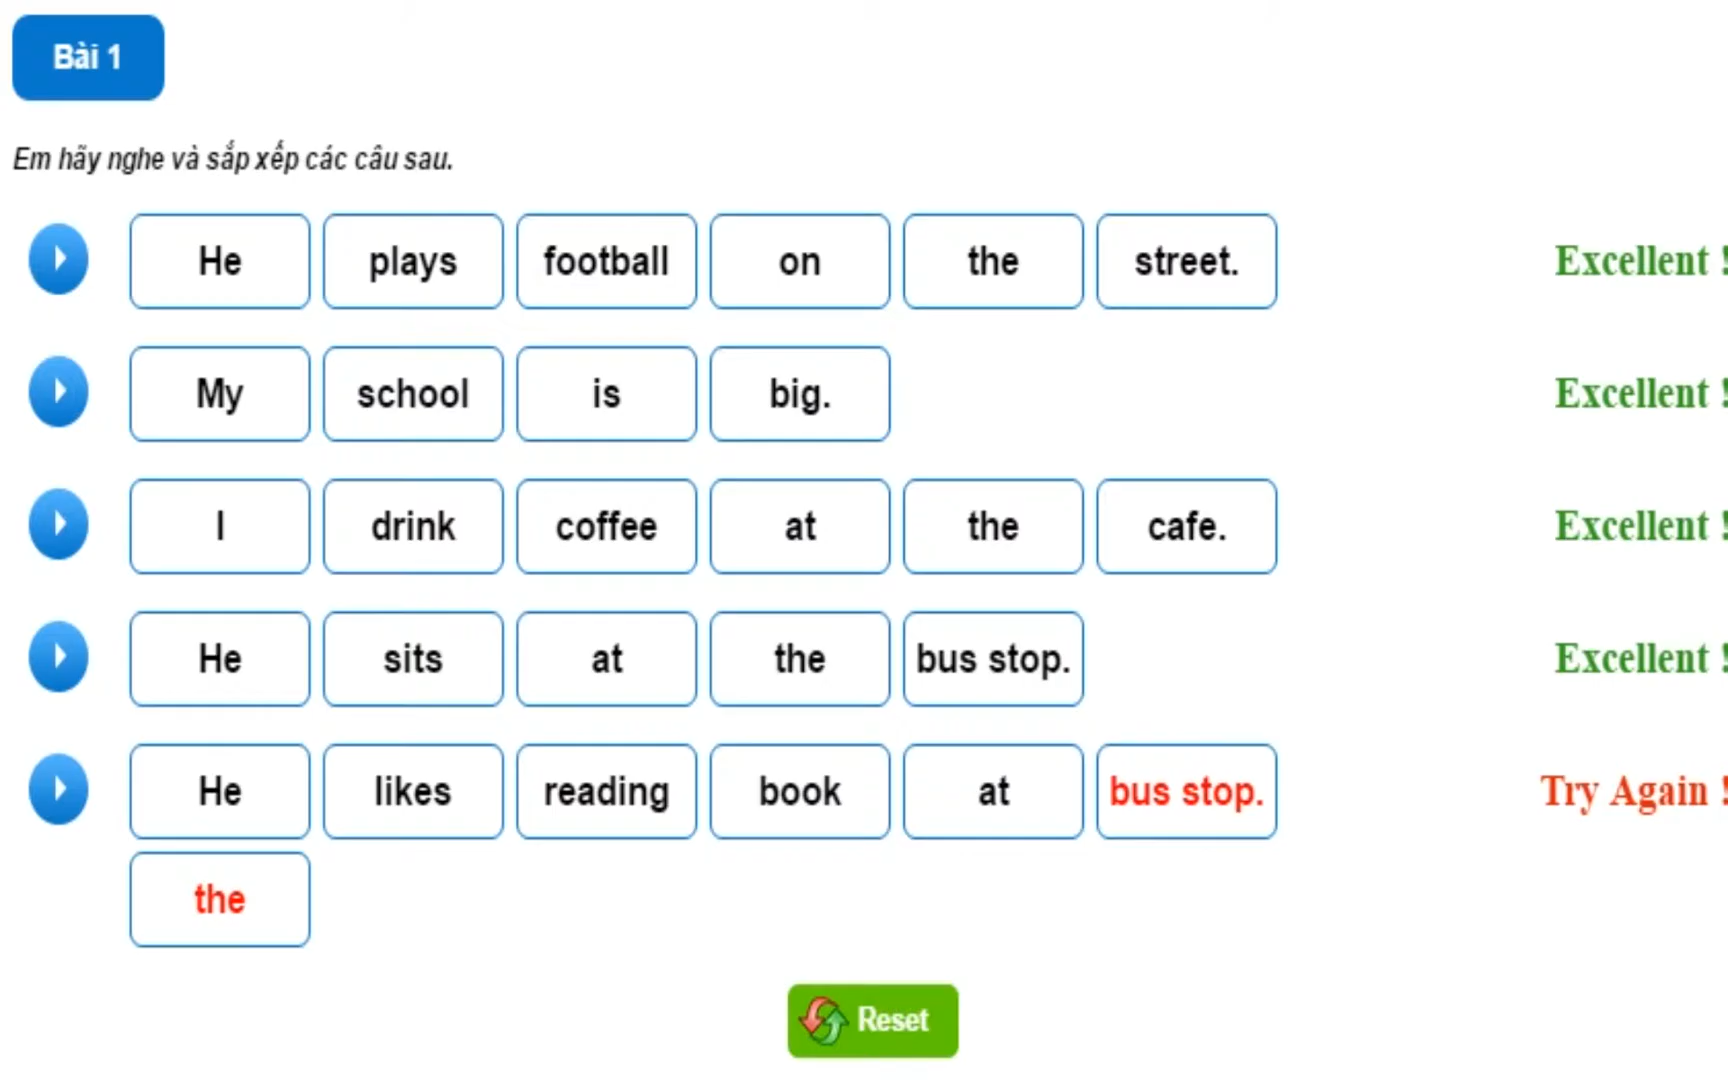 Bài 1
Em hãy nghe và sắp xếp các câu sau.
He plays football on the street. Excellent !
My school is big. Excellent !
I drink coffee at the cafe. Excellent !
He sits at the bus stop. Excellent !
He likes reading book at bus stop. Try Again !
the
Reset